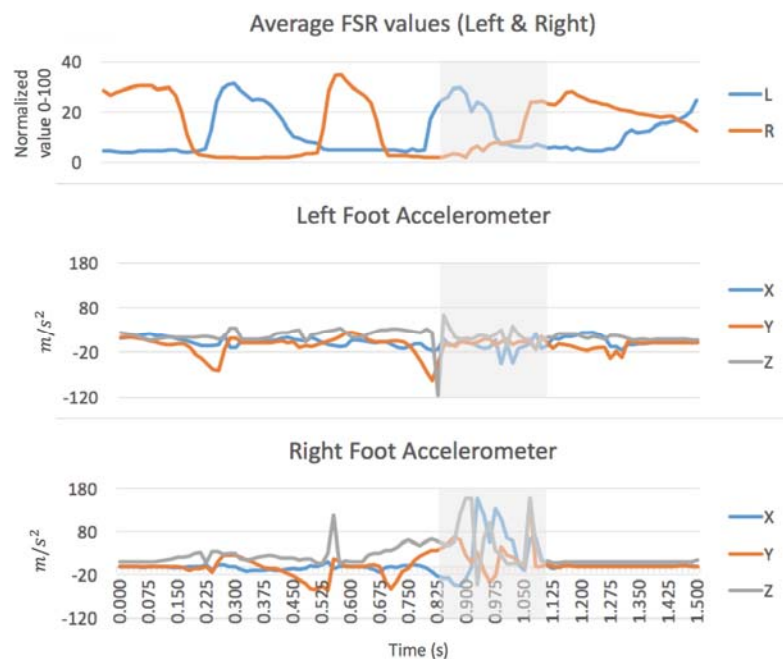 Average FSR values (Left & Right)
Normalized
value 0-100
40
20
0
L
R
Left Foot Accelerometer
m/s²
180
80
-20
-120
X
Y
Z
Right Foot Accelerometer
m/s²
180
80
-20
-120
X
Y
Z
0.000
0.075
0.150
0.225
0.300
0.375
0.450
0.525
0.600
0.675
0.750
0.825
0.900
0.975
1.050
1.125
1.200
1.275
1.350
1.425
1.500
Time (s)